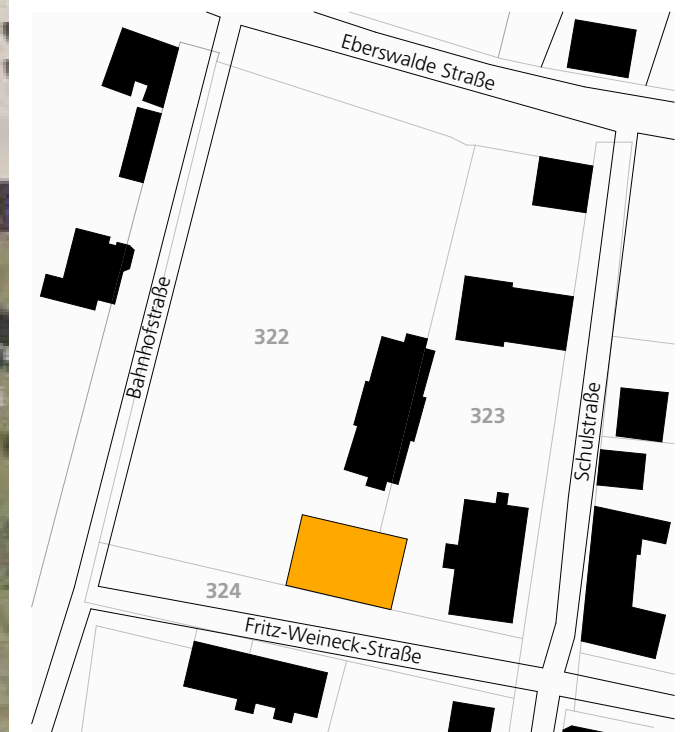 Eberswalde Straße
Bahnhofstraße
322
323
Schulstraße
324
Fritz-Weineck-Straße